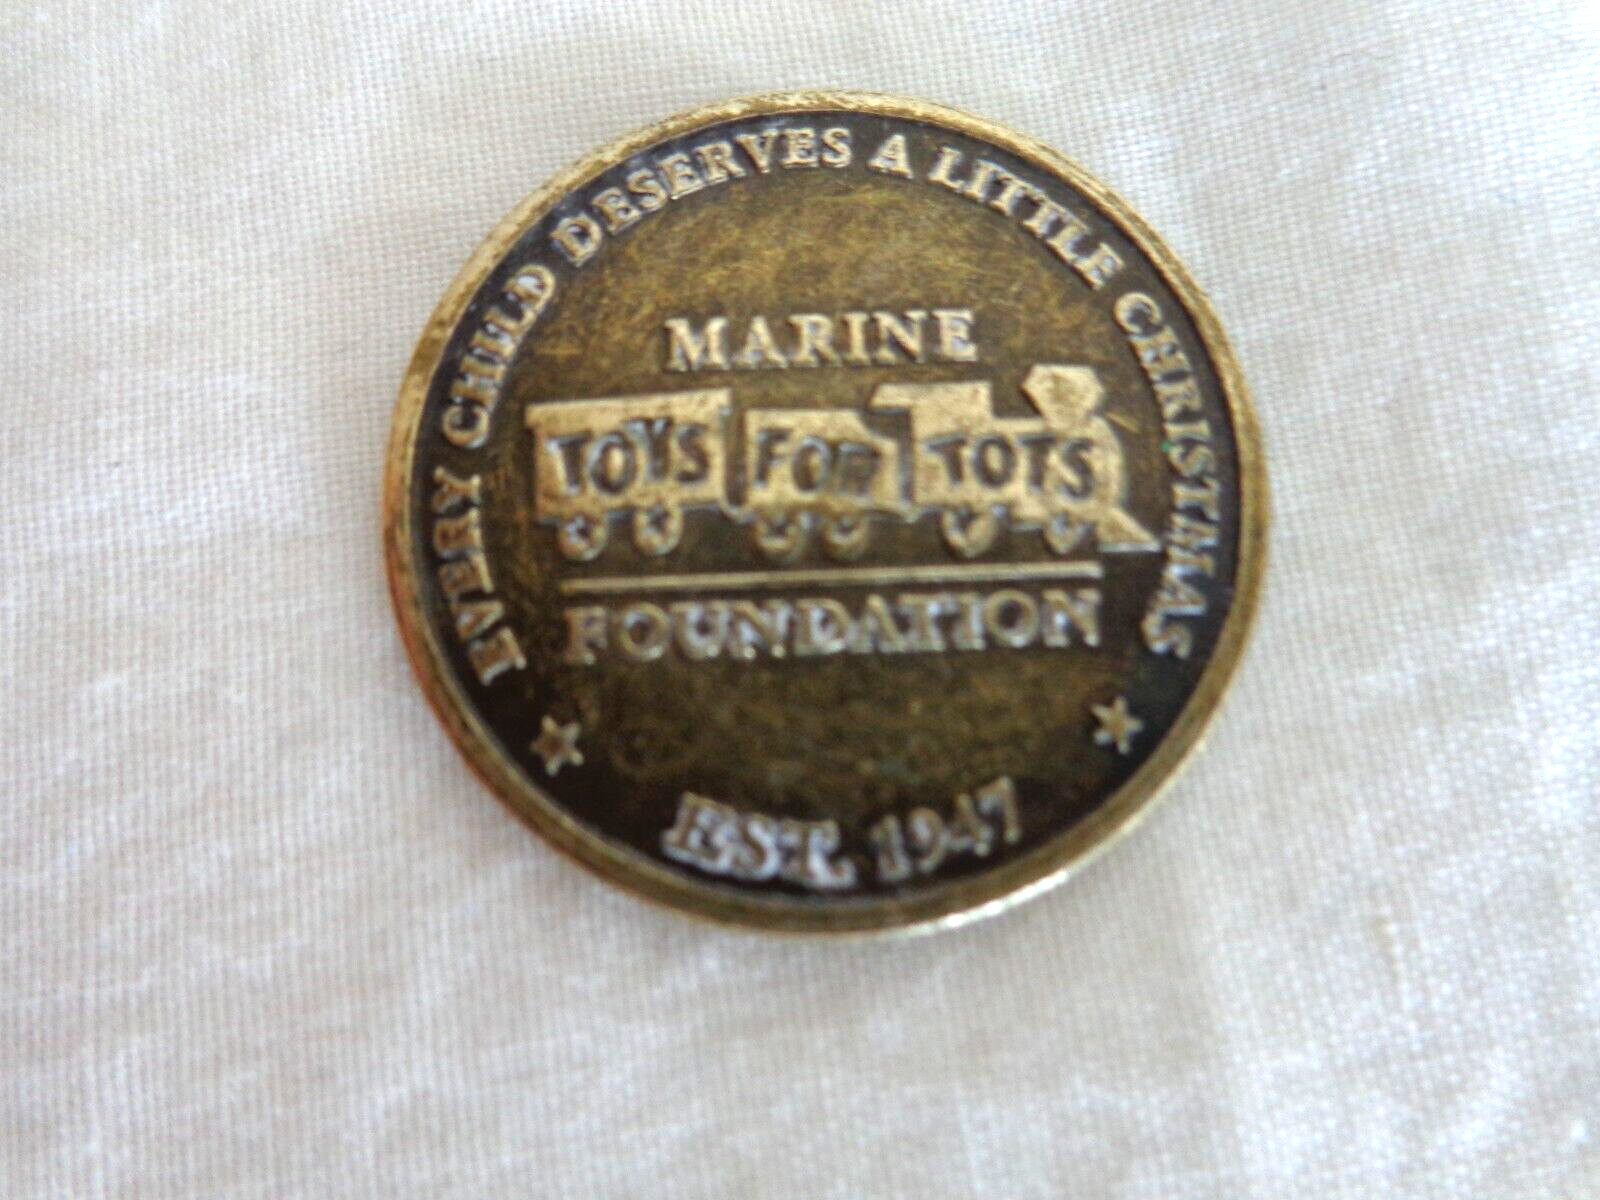 EVERY CHILD DESERVES A LITTLE CHRISTMAS
MARINE
TOYS FOR TOTS
FOUNDATION
EST. 1947